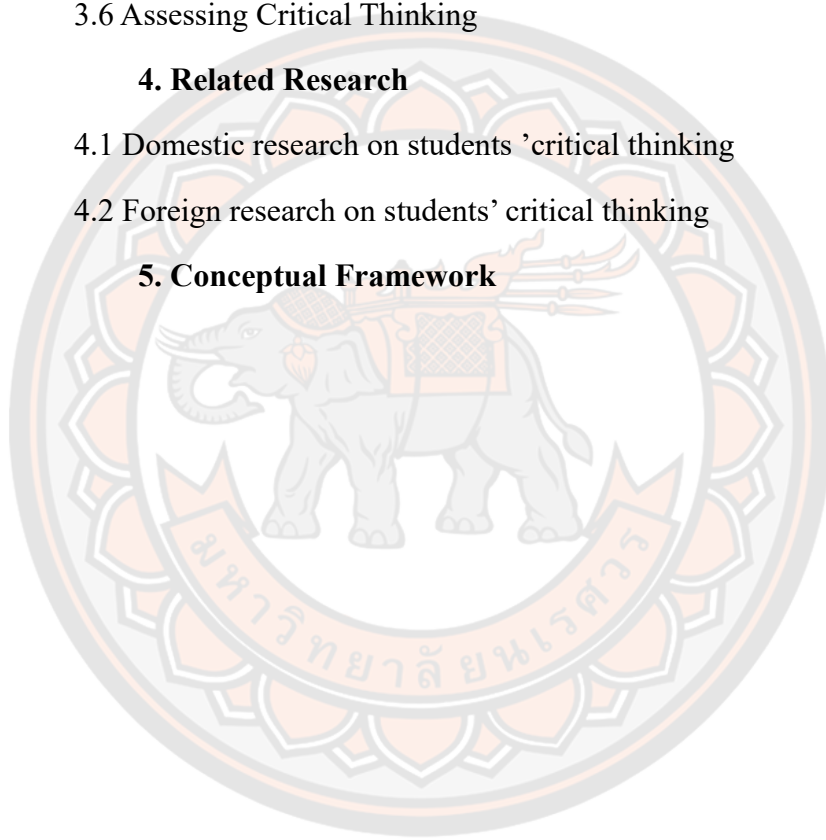 3.6 Assessing Critical Thinking
4. Related Research
4.1 Domestic research on students ’critical thinking
4.2 Foreign research on students’ critical thinking
5. Conceptual Framework
มหาวิทยาลัยนเรศวร